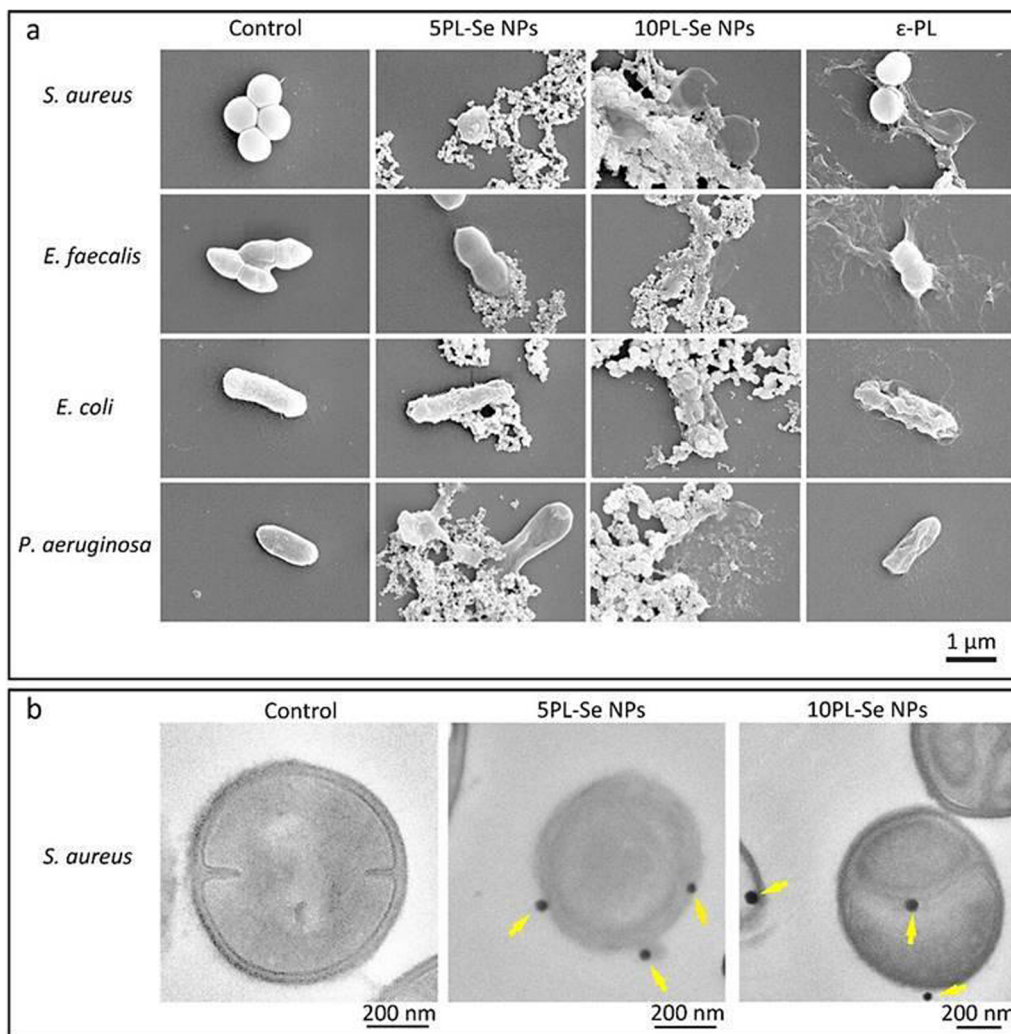 a
Control 5PL-Se NPs 10PL-Se NPs ε-PL
S. aureus
E. faecalis
E. coli
P. aeruginosa
1 μm
b
Control 5PL-Se NPs 10PL-Se NPs
S. aureus
200 nm 200 nm 200 nm